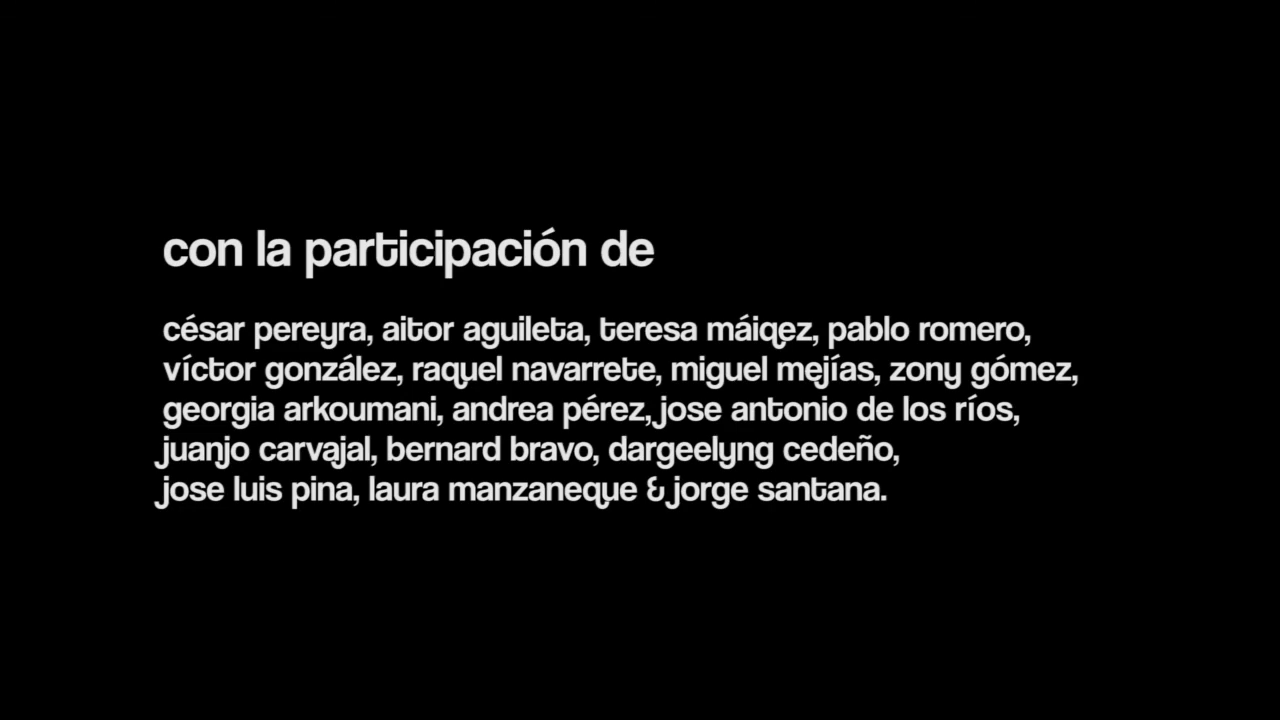 con la participación de
césar pereyra, aitor aguileta, teresa máiqez, pablo romero,
víctor gonzález, raquel navarrete, miguel mejías, zony gómez,
georgia arkoumani, andrea pérez, jose antonio de los ríos,
juanjo carvajal, bernard bravo, dargeelyng cedeño,
jose luis pina, laura manzaneque & jorge santana.